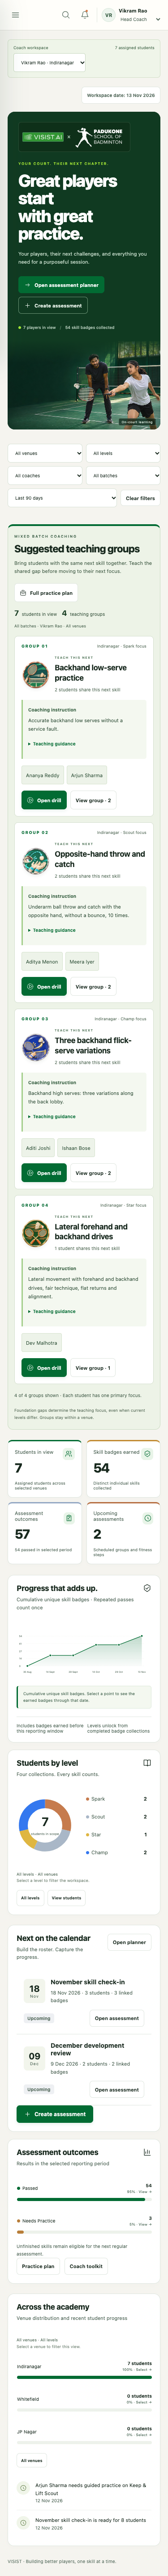 VR
Vikram Rao
Head Coach
Coach workspace
7 assigned students
Vikram Rao · Indiranagar
Workspace date: 13 Nov 2026
VISIST.AI × PADUKONE SCHOOL OF BADMINTON
YOUR COURT. THEIR NEXT CHAPTER.
Great players
start
with great
practice.
Your players, their next challenges, and everything you
need for a purposeful session.
Open assessment planner
Create assessment
7 players in view / 54 skill badges collected
On-court learning
All venues
All levels
All coaches
All batches
Last 90 days
Clear filters
MIXED BATCH COACHING
Suggested teaching groups
Bring students with the same next skill together. Teach the
shared gap before moving to their next focus.
Full practice plan
7 students in view 4 teaching groups
All batches · Vikram Rao · All venues
GROUP 01
Indiranagar · Spark focus
TEACH THIS NEXT
Backhand low-serve
practice
2 students share this next skill
Coaching instruction
Accurate backhand low serves without a
service fault.
Teaching guidance
Ananya Reddy
Arjun Sharma
Open drill
View group · 2
GROUP 02
Indiranagar · Scout focus
TEACH THIS NEXT
Opposite-hand throw and
catch
2 students share this next skill
Coaching instruction
Underarm ball throw and catch with the
opposite hand, without a bounce, 10 times.
Teaching guidance
Aditya Menon
Meera Iyer
Open drill
View group · 2
GROUP 03
Indiranagar · Champ focus
TEACH THIS NEXT
Three backhand flick-
serve variations
2 students share this next skill
Coaching instruction
Backhand high serves: three variations along
the back lobby.
Teaching guidance
Aditi Joshi
Ishaan Bose
Open drill
View group · 2
GROUP 04
Indiranagar · Star focus
TEACH THIS NEXT
Lateral forehand and
backhand drives
1 student shares this next skill
Coaching instruction
Lateral movement with forehand and backhand
drives, fair technique, flat returns and
alignment.
Teaching guidance
Dev Malhotra
Open drill
View group · 1
4 of 4 groups shown · Each student has one primary focus.
Foundation gaps determine the teaching focus, even when current
levels differ. Groups stay within a venue.
Students in view
7
Assigned students across
selected venues
Skill badges earned
54
Distinct individual skills
collected
Assessment
outcomes
57
54 passed in selected period
Upcoming
assessments
2
Scheduled groups and fitness
steps
Progress that adds up.
Cumulative unique skill badges · Repeated passes
count once
Cumulative unique skill badges. Select a point to see the
earned badges through that date.
Includes badges earned before
this reporting window
Levels unlock from
completed badge collections
Students by level
Four collections. Every skill counts.
7
Spark 2
Scout 2
Star 1
Champ 2
All levels · All venues
Select a level to filter the workspace
All levels
View students
Next on the calendar
Build the roster. Capture the
progress.
Open planner
18
Nov
November skill check-in
18 Nov 2026 · 3 students · 3 linked
badges
Upcoming
Open assessment
09
Dec
December development
review
9 Dec 2026 · 2 students · 2 linked
badges
Upcoming
Open assessment
Create assessment
Assessment outcomes
Results in the selected reporting period
Passed
54
95% · View →
Needs Practice
3
5% · View →
Unfinished skills remain eligible for the next regular
assessment.
Practice plan
Coach toolkit
Across the academy
Venue distribution and recent student progress
All venues · All levels
Select a venue to filter this view
Indiranagar
7 students
100% · Select →
Whitefield
0 students
0% · Select →
JP Nagar
0 students
0% · Select →
All venues
Arjun Sharma needs guided practice on Keep &
Lift Scout
12 Nov 2026
November skill check-in is ready for 8 students
12 Nov 2026
VISIST · Building better players, one skill at a time.